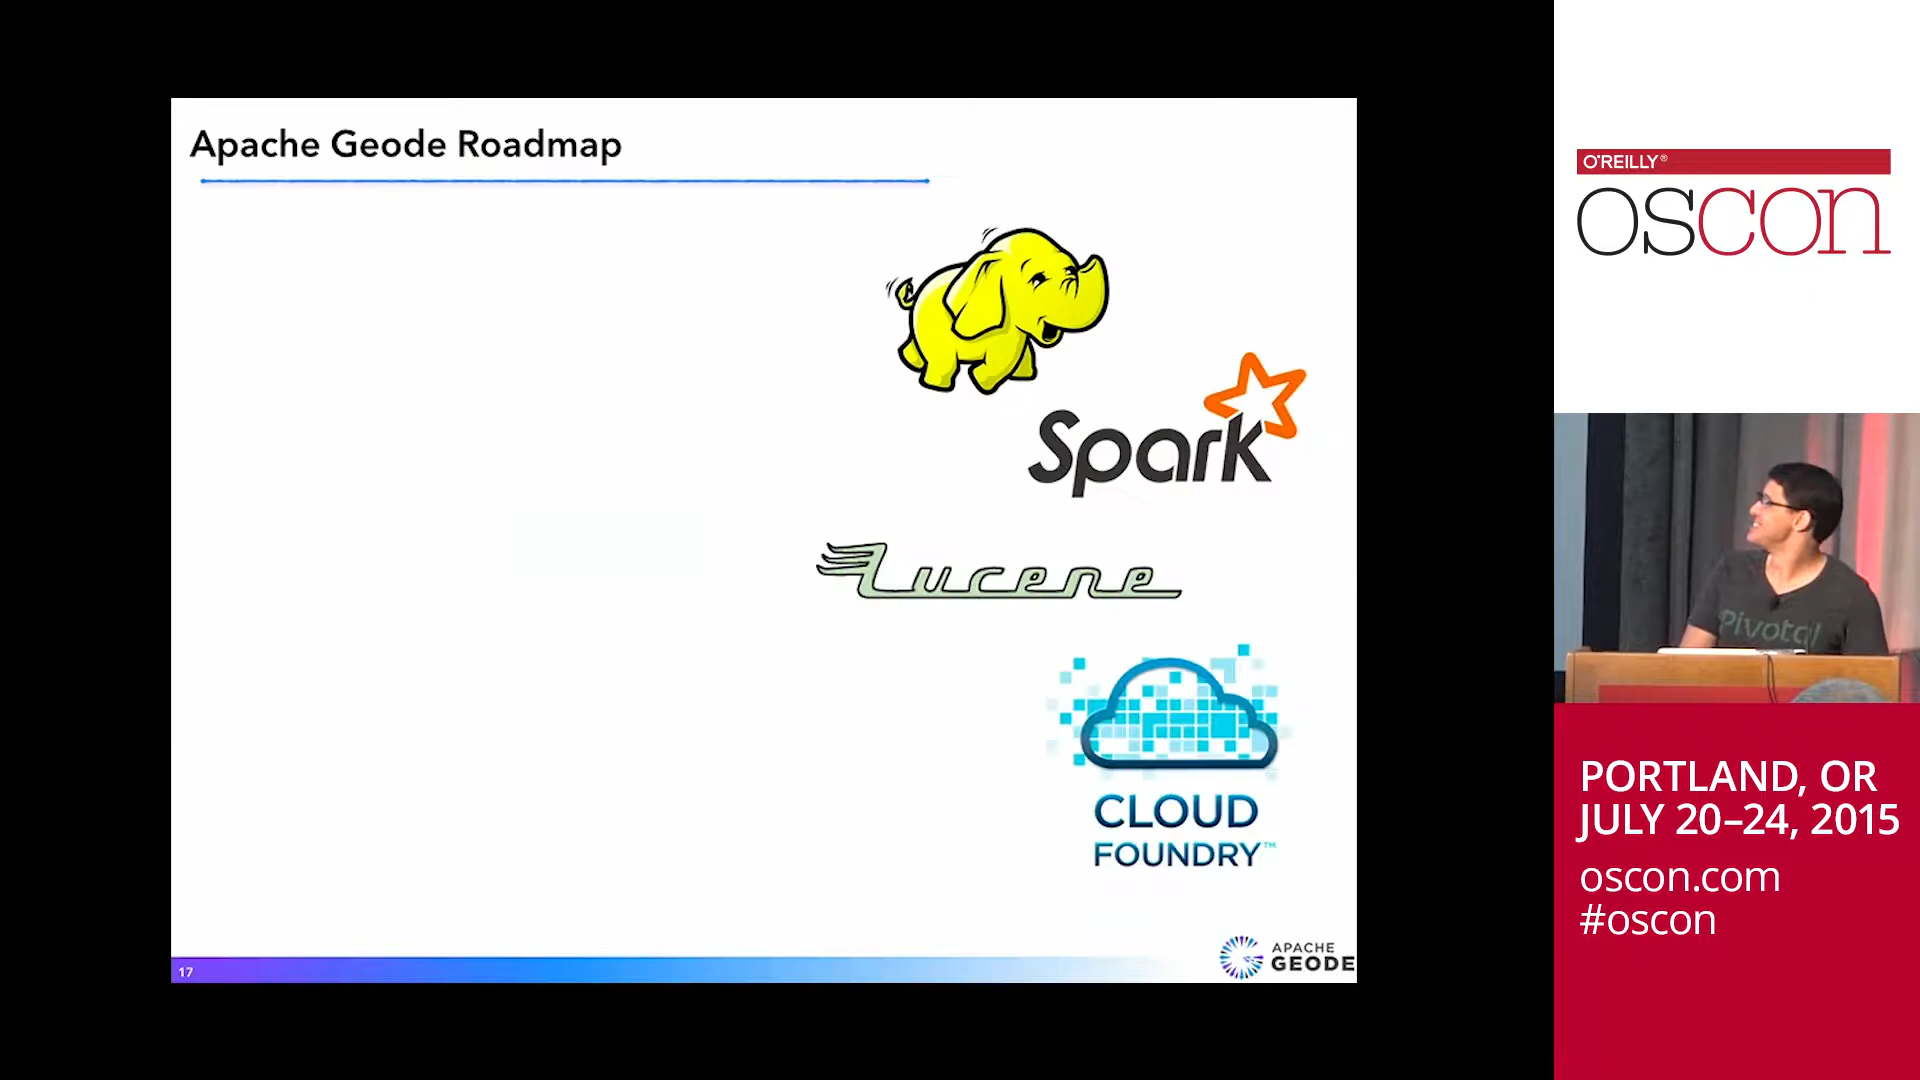 Apache Geode Roadmap
Spark
Lucene
CLOUD
FOUNDRY™
17
APACHE
GEODE
O'REILLY®
oscon
Pivotal
PORTLAND, OR
JULY 20–24, 2015
oscon.com
#oscon